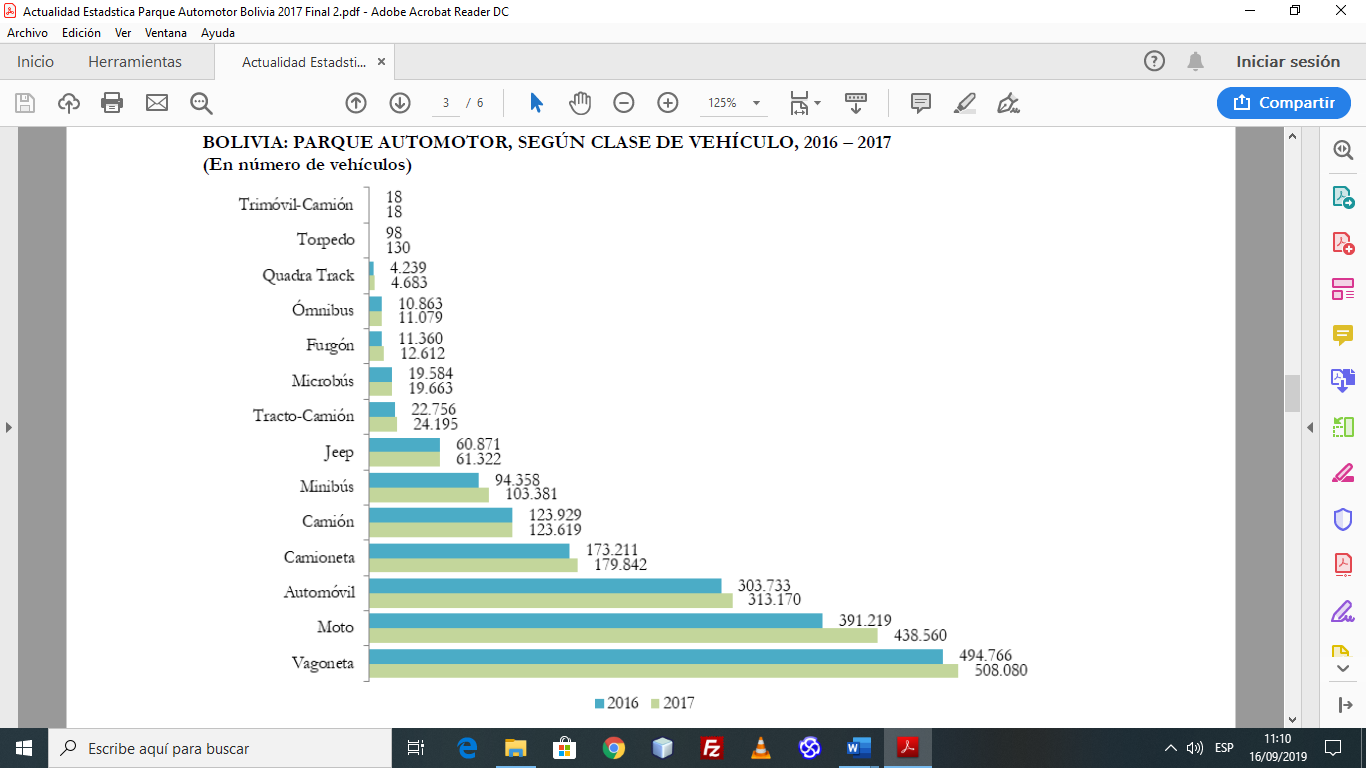 Actualidad Estadstica Parque Automotor Bolivia 2017 Final 2.pdf - Adobe Acrobat Reader DC
Archivo Edición Ver Ventana Ayuda
Inicio Herramientas Actualidad Estadsti... × Iniciar sesión
3 / 6 125% Compartir
BOLIVIA: PARQUE AUTOMOTOR, SEGÚN CLASE DE VEHÍCULO, 2016 – 2017
(En número de vehículos)
Trimóvil-Camión 18
18
Torpedo 98
130
Quadra Track 4.239
4.683
Ómnibus 10.863
11.079
Furgón 11.360
12.612
Microbús 19.584
19.663
Tracto-Camión 22.756
24.195
Jeep 60.871
61.322
Minibús 94.358
103.381
Camión 123.929
123.619
Camioneta 173.211
179.842
Automóvil 303.733
313.170
Moto 391.219
438.560
Vagoneta 494.766
508.080
2016 2017
Escribe aquí para buscar
ESP
11:10
16/09/2019